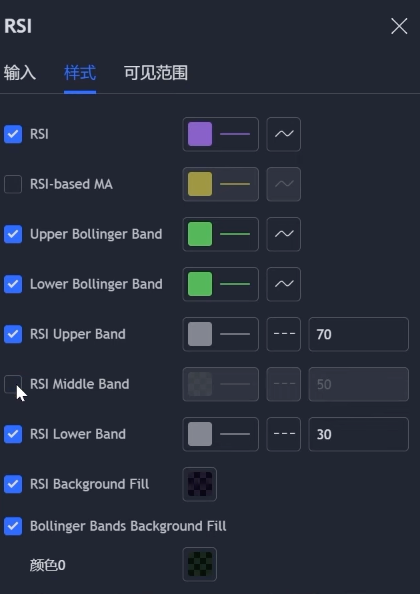 RSI
输入 样式 可见范围
RSI
RSI-based MA
Upper Bollinger Band
Lower Bollinger Band
RSI Upper Band 70
RSI Middle Band 50
RSI Lower Band 30
RSI Background Fill
Bollinger Bands Background Fill
颜色0